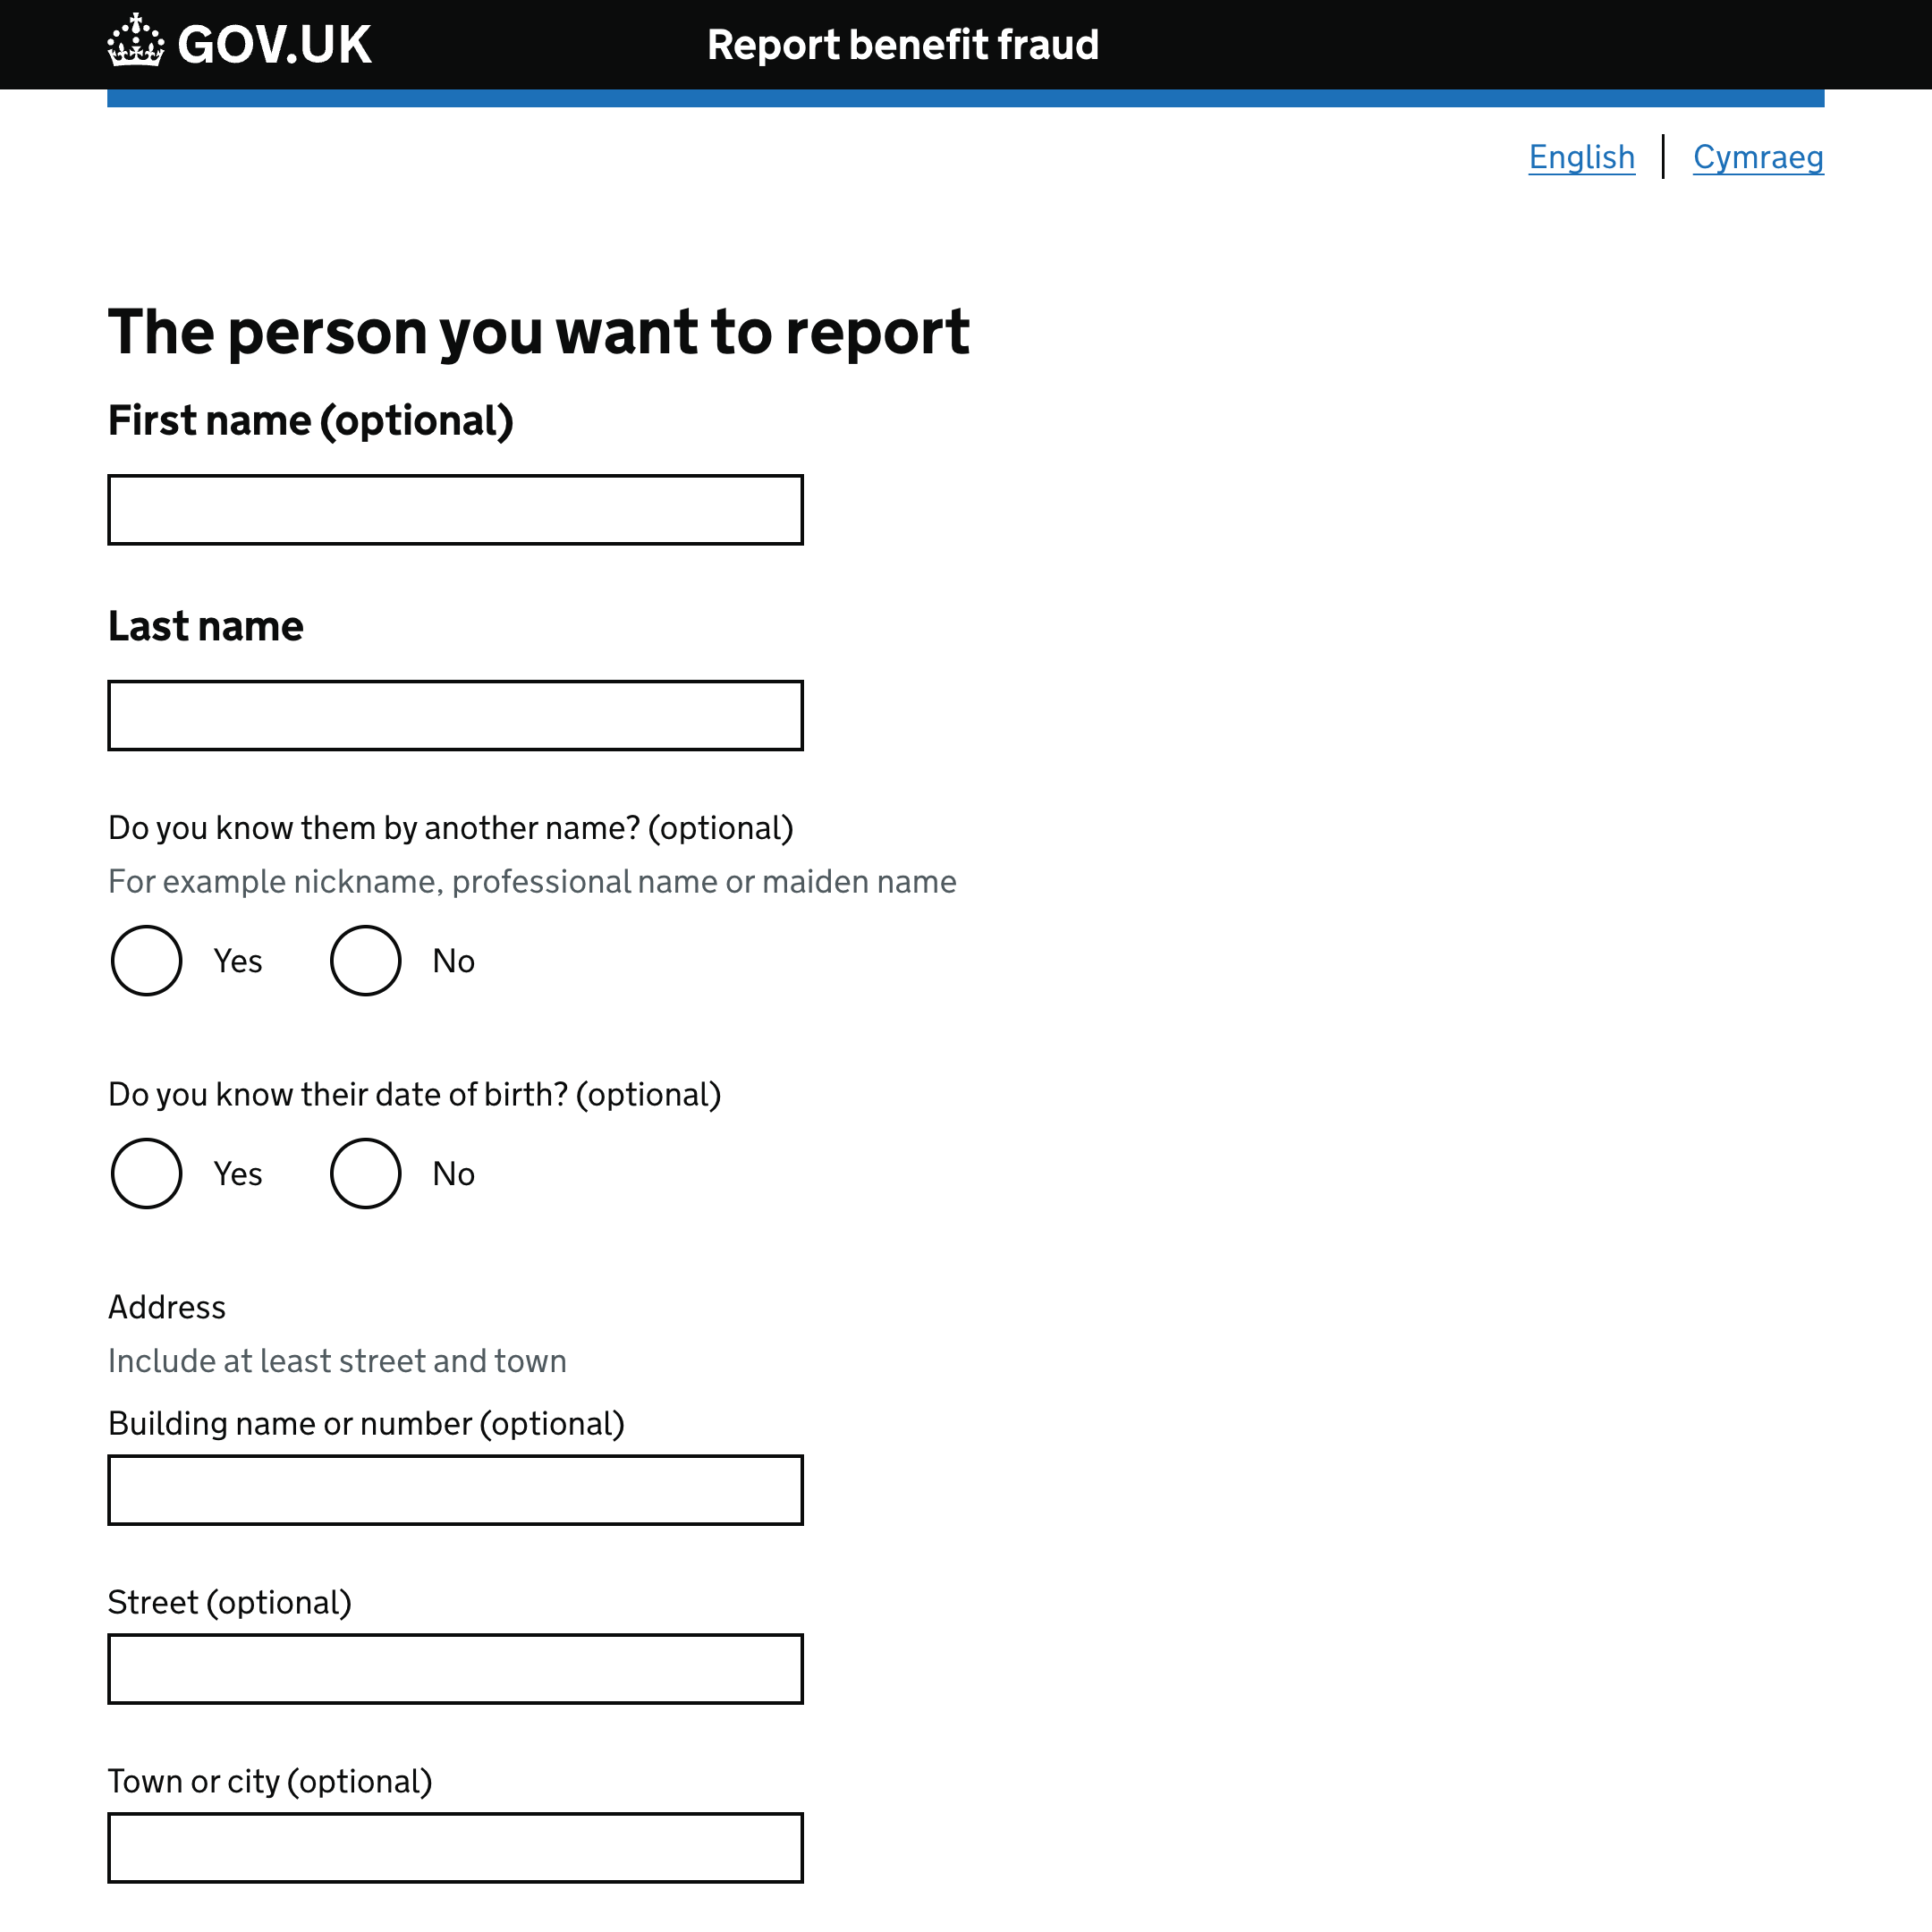 GOV.UK
Report benefit fraud
English
Cymraeg
The person you want to report
First name (optional)
Last name
Do you know them by another name? (optional)
For example nickname, professional name or maiden name
Yes No
Do you know their date of birth? (optional)
Yes No
Address
Include at least street and town
Building name or number (optional)
Street (optional)
Town or city (optional)